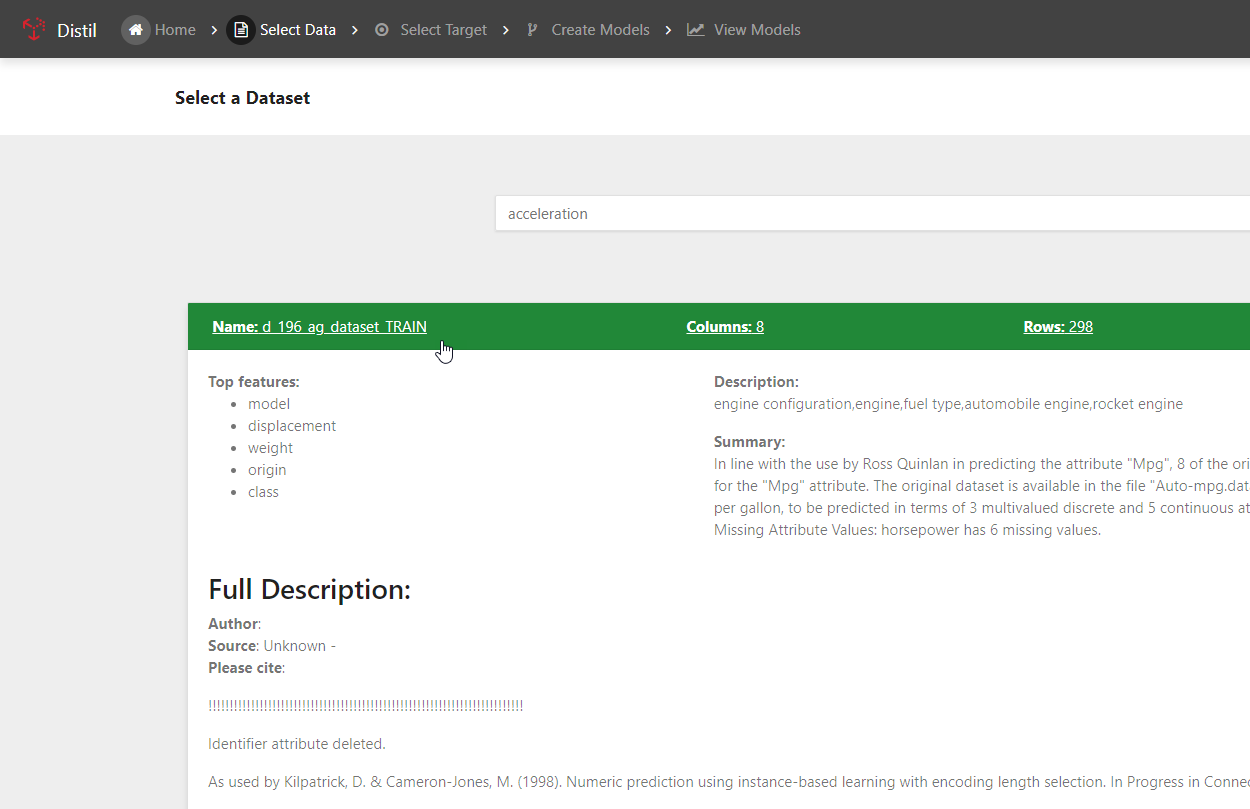 Distil Home Select Data Select Target Create Models View Models
Select a Dataset
acceleration
Name: d_196_ag_dataset_TRAIN Columns: 8 Rows: 298
Top features:
model
displacement
weight
origin
class
Description:
engine configuration,engine,fuel type,automobile engine,rocket engine
Summary:
In line with the use by Ross Quinlan in predicting the attribute "Mpg", 8 of the ori
for the "Mpg" attribute. The original dataset is available in the file "Auto-mpg.dat
per gallon, to be predicted in terms of 3 multivalued discrete and 5 continuous at
Missing Attribute Values: horsepower has 6 missing values.
Full Description:
Author:
Source: Unknown -
Please cite:
!!!!!!!!!!!!!!!!!!!!!!!!!!!!!!!!!!!!!!!!!!!!!!!!!!!!!!!!!!!!!!!!!!!!!!!!!!!
Identifier attribute deleted.
As used by Kilpatrick, D. & Cameron-Jones, M. (1998). Numeric prediction using instance-based learning with encoding length selection. In Progress in Connec